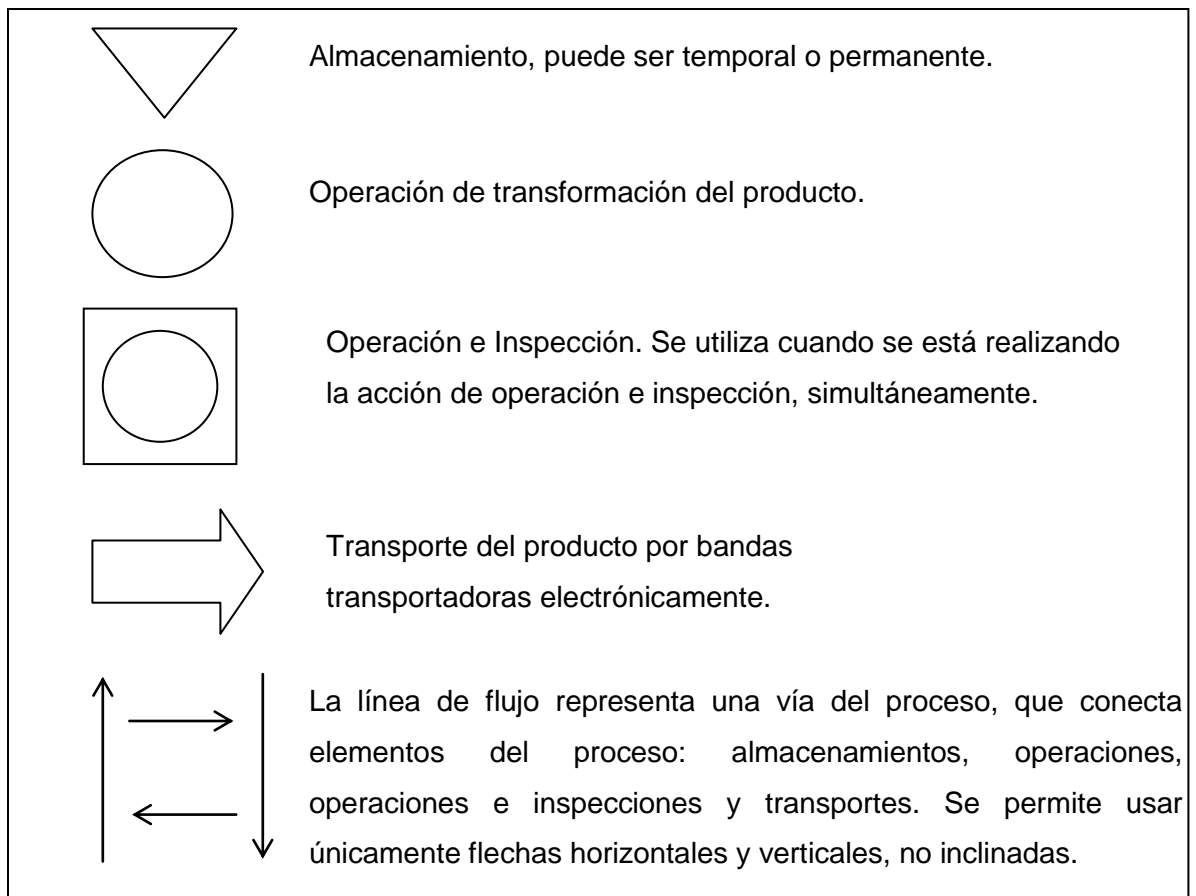 Almacenamiento, puede ser temporal o permanente.
Operación de transformación del producto.
Operación e Inspección. Se utiliza cuando se está realizando
la acción de operación e inspección, simultáneamente.
Transporte del producto por bandas
transportadoras electrónicamente.
La línea de flujo representa una vía del proceso, que conecta
elementos del proceso: almacenamientos, operaciones,
operaciones e inspecciones y transportes. Se permite usar
únicamente flechas horizontales y verticales, no inclinadas.